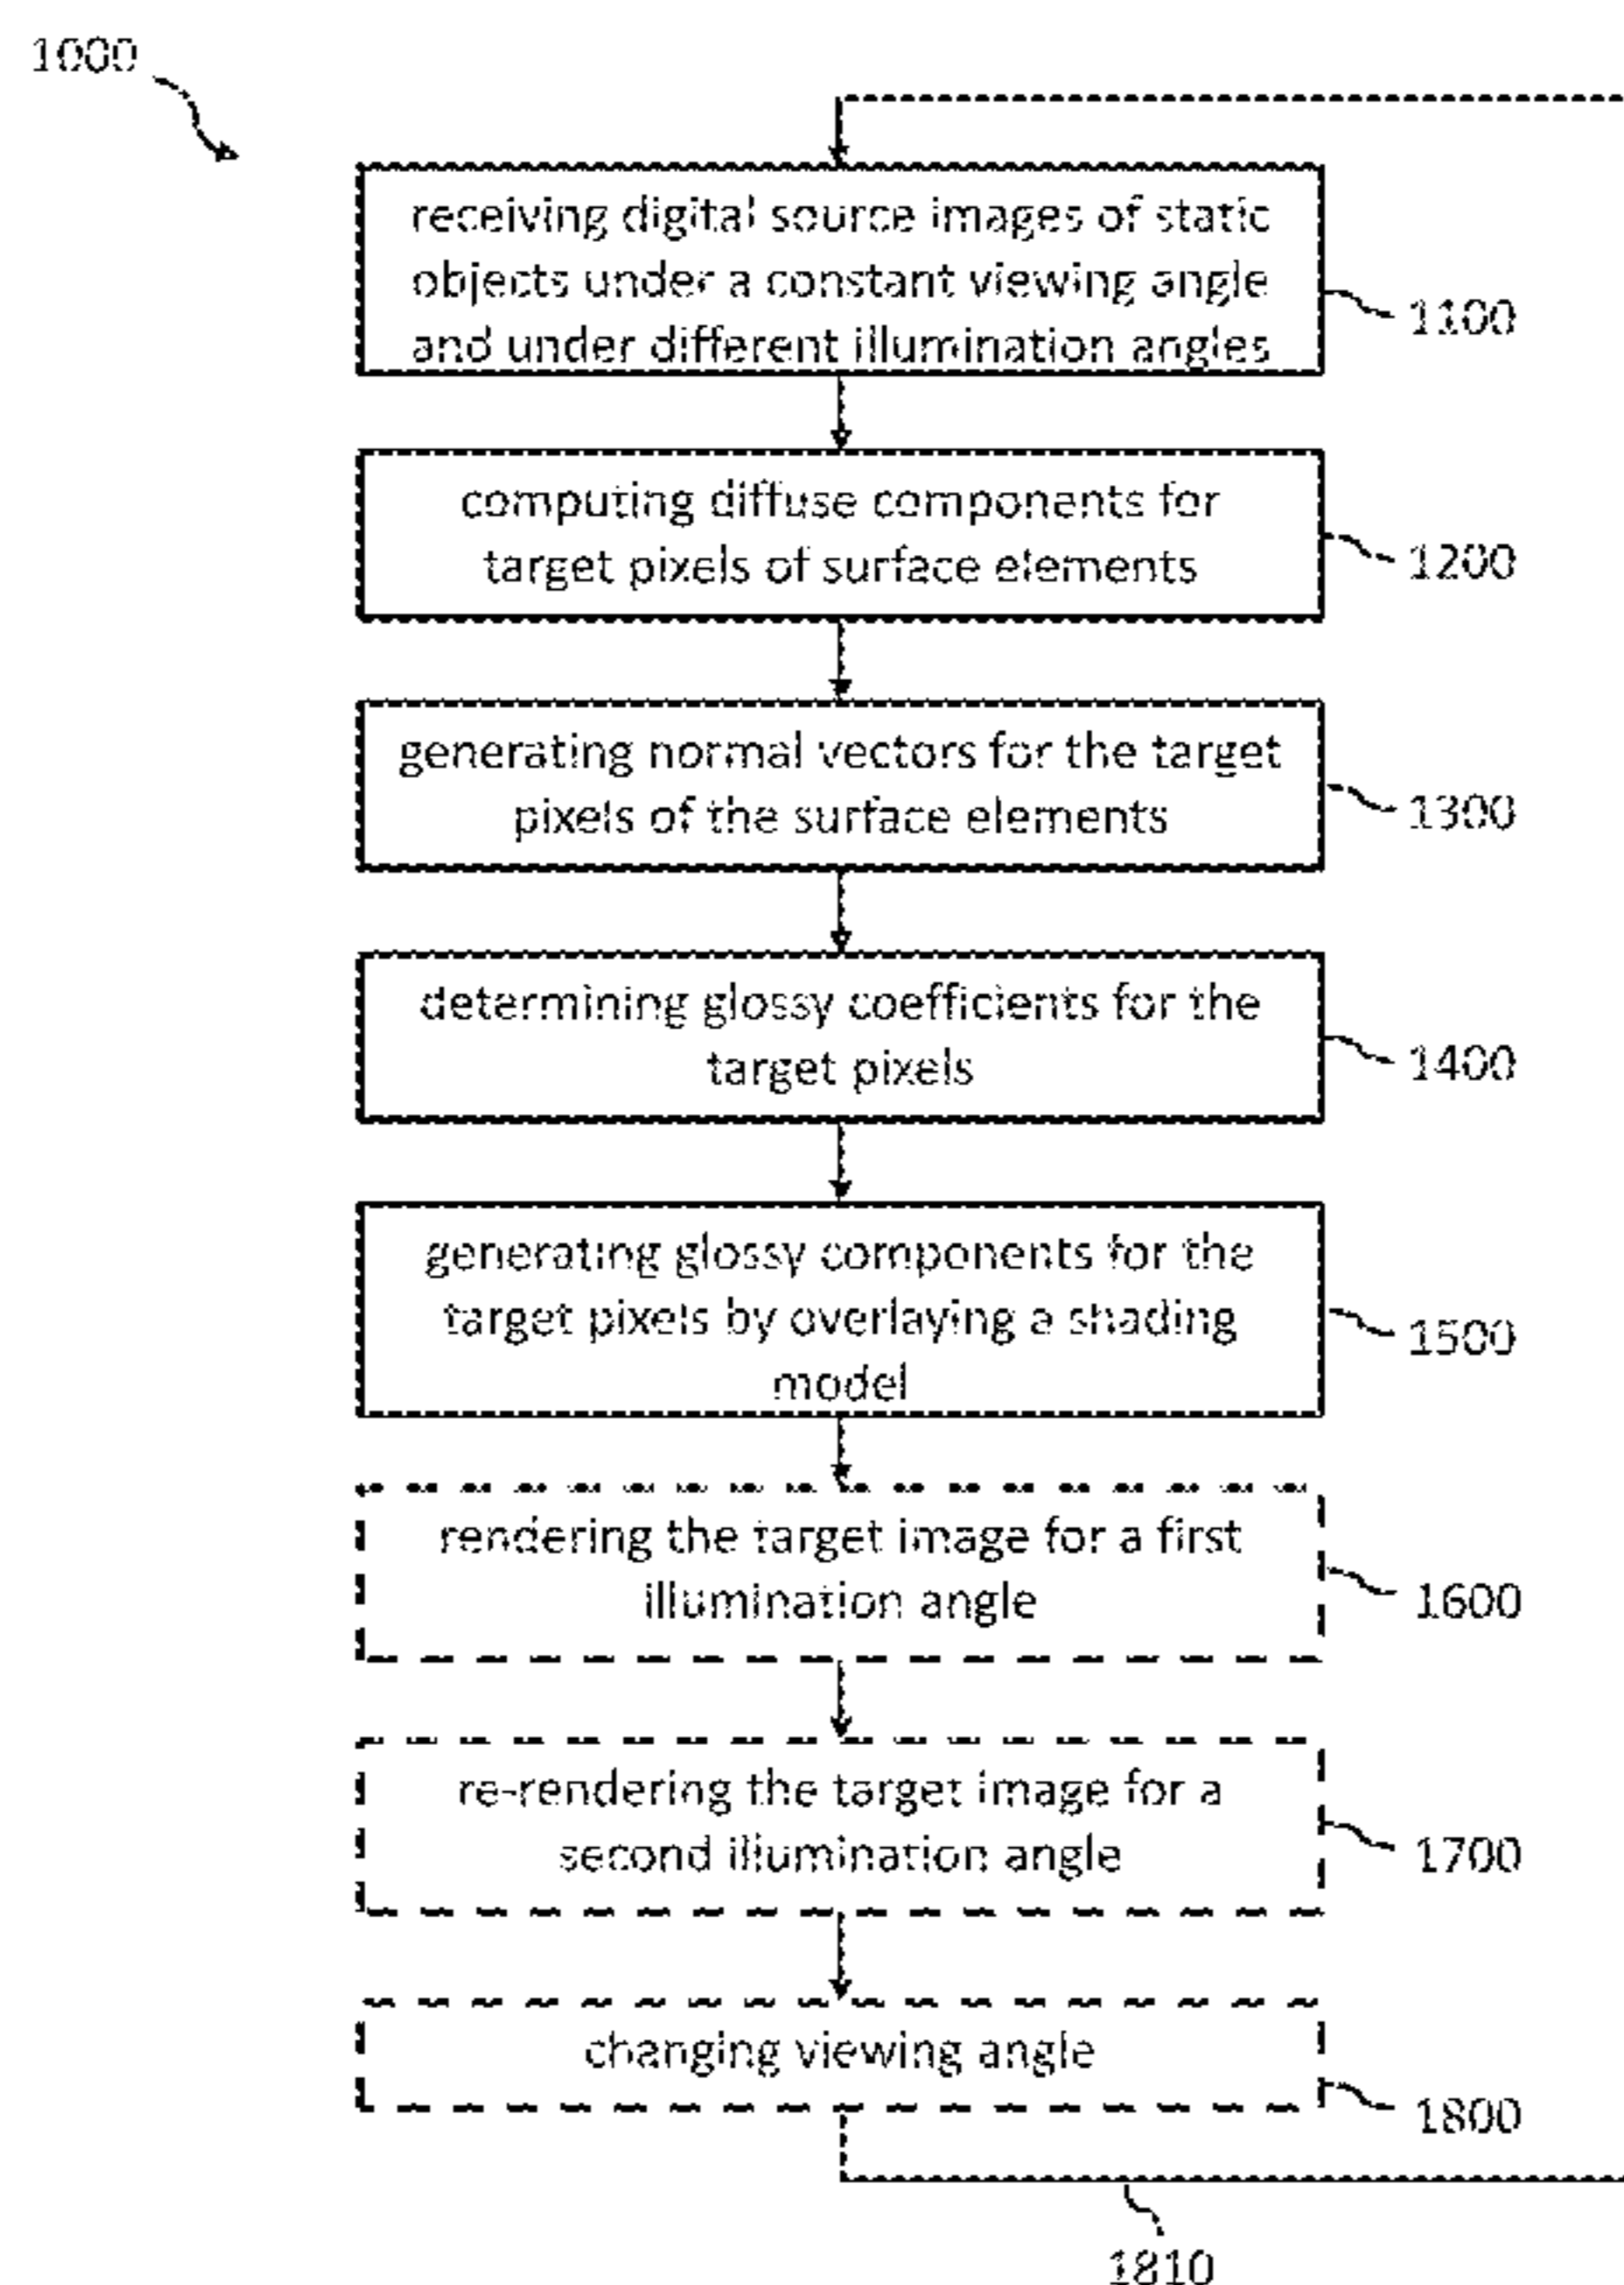 1000
receiving digital source images of static
objects under a constant viewing angle
and under different illumination angles
1100
computing diffuse components for
target pixels of surface elements
1200
generating normal vectors for the target
pixels of the surface elements
1300
determining glossy coefficients for the
target pixels
1400
generating glossy components for the
target pixels by overlaying a shading
model
1500
rendering the target image for a first
illumination angle
1600
re-rendering the target image for a
second illumination angle
1700
changing viewing angle
1800
1810